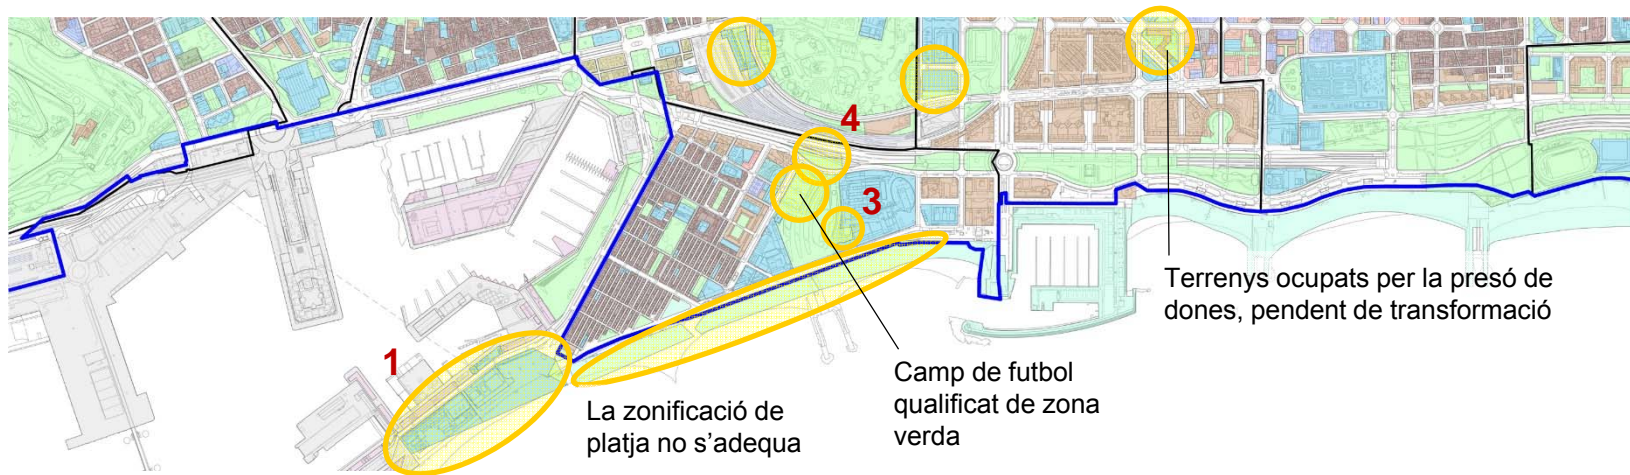 4
3
1
Terrenys ocupats per la presó de
dones, pendent de transformació
Camp de futbol
qualificat de zona
verda
La zonificació de
platja no s’adequa